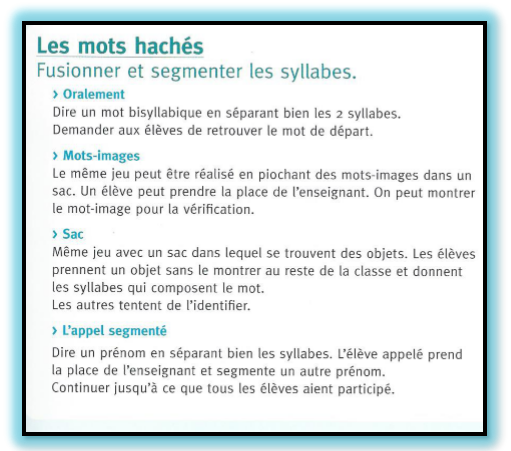 Les mots hachés
Fusionner et segmenter les syllabes.
> Oralement
Dire un mot bisyllabique en séparant bien les 2 syllabes.
Demander aux élèves de retrouver le mot de départ.
> Mots-images
Le même jeu peut être réalisé en piochant des mots-images dans un
sac. Un élève peut prendre la place de l'enseignant. On peut montrer
le mot-image pour la vérification.
> Sac
Même jeu avec un sac dans lequel se trouvent des objets. Les élèves
prennent un objet sans le montrer au reste de la classe et donnent
les syllabes qui composent le mot.
Les autres tentent de l'identifier.
> L'appel segmenté
Dire un prénom en séparant bien les syllabes. L'élève appelé prend
la place de l'enseignant et segmente un autre prénom.
Continuer jusqu'à ce que tous les élèves aient participé.